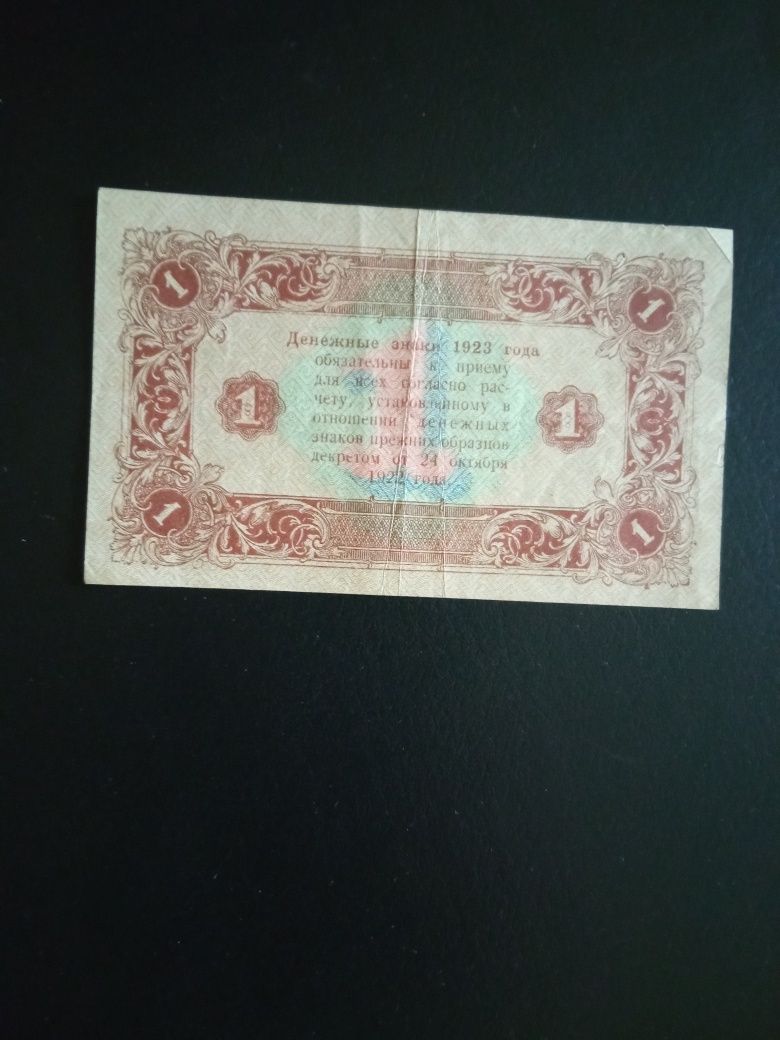 1 1
Денежные знаки 1923 года
обязательны к приему
для всех согласно рас-
чету, установленному в
1 1
отношении денежных
знаков прежних образцов
декретом от 24 октября
1922 года
1 1